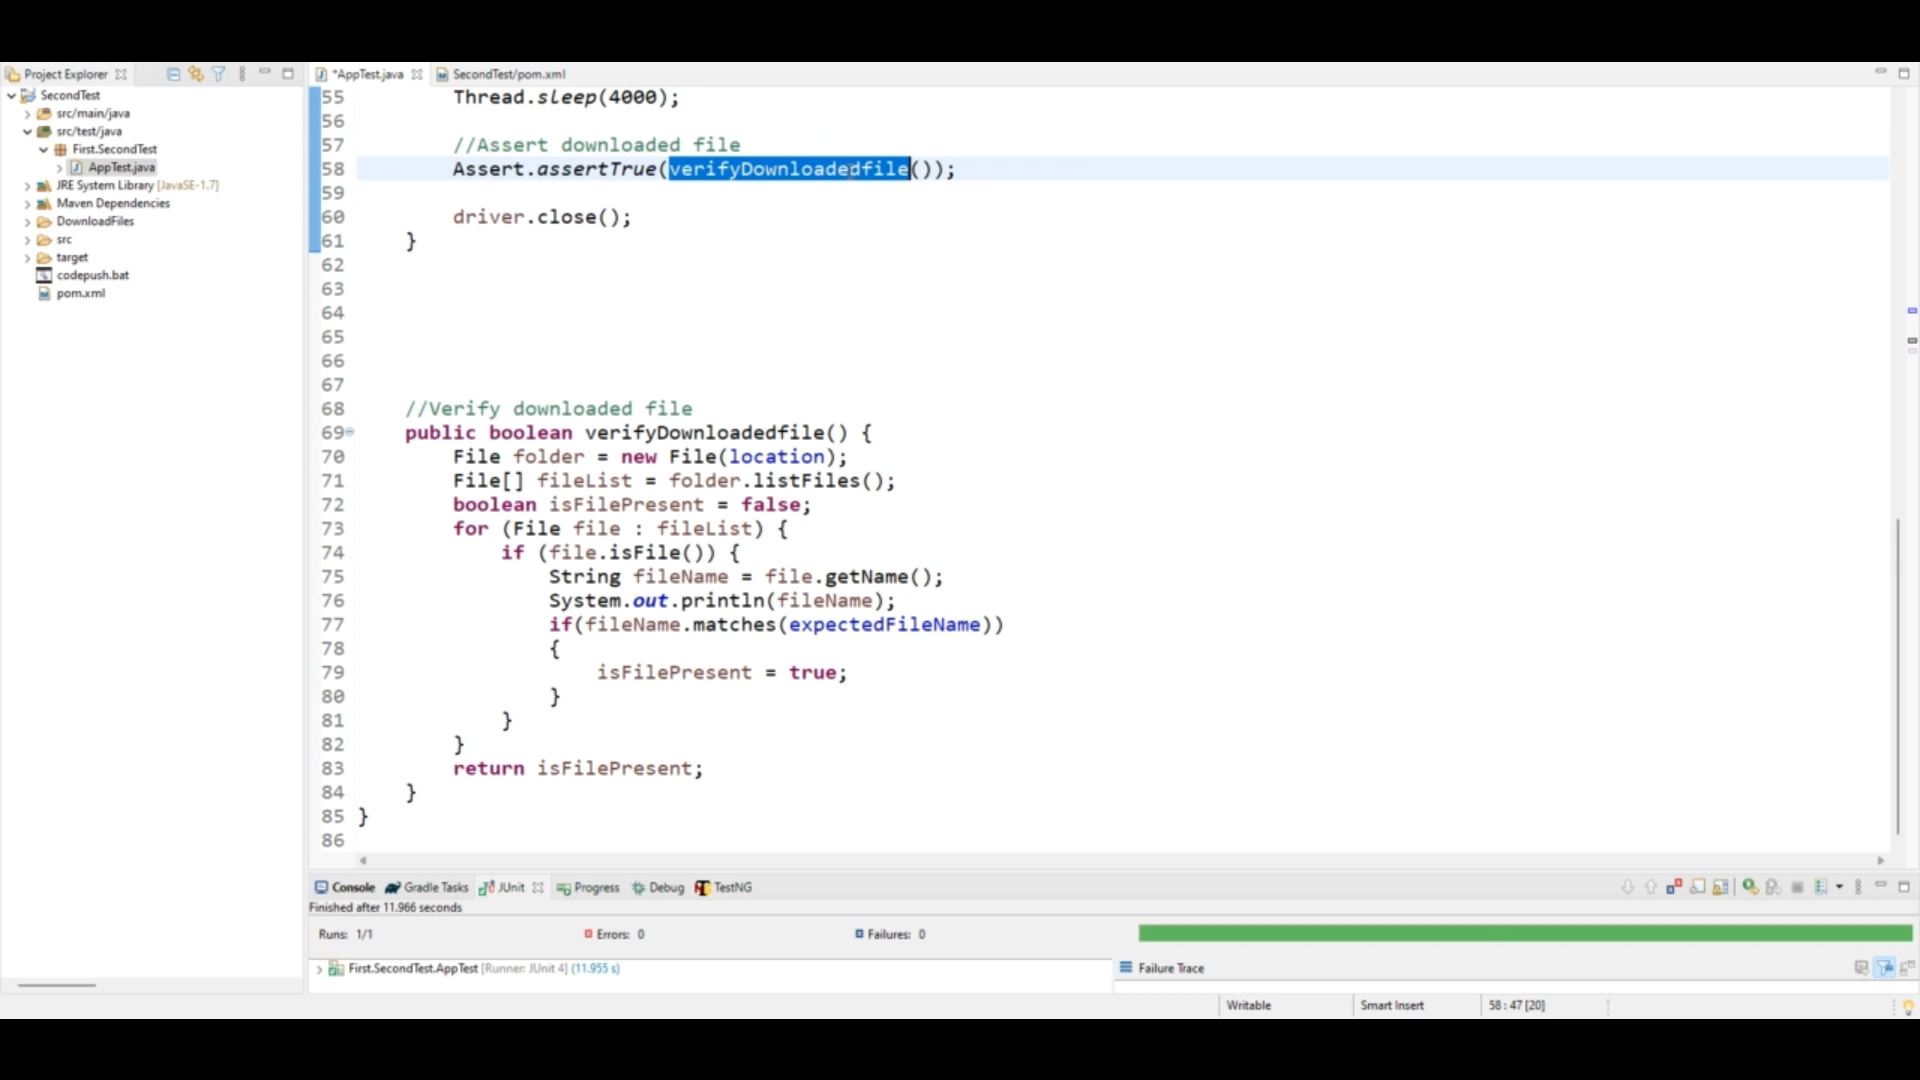 Project Explorer
*AppTest.java
SecondTest/pom.xml
SecondTest
src/main/java
src/test/java
First.SecondTest
AppTest.java
JRE System Library [JavaSE-1.7]
Maven Dependencies
DownloadFiles
src
target
codepush.bat
pom.xml
55 Thread.sleep(4000);
56
57 //Assert downloaded file
58 Assert.assertTrue(verifyDownloadedfile());
59
60 driver.close();
61 }
62
63
64
65
66
67
68 //Verify downloaded file
69 public boolean verifyDownloadedfile() {
70 File folder = new File(location);
71 File[] fileList = folder.listFiles();
72 boolean isFilePresent = false;
73 for (File file : fileList) {
74 if (file.isFile()) {
75 String fileName = file.getName();
76 System.out.println(fileName);
77 if(fileName.matches(expectedFileName))
78 {
79 isFilePresent = true;
80 }
81 }
82 }
83 return isFilePresent;
84 }
85 }
86
Console Gradle Tasks JUnit Progress Debug TestNG
Finished after 11.966 seconds
Runs: 1/1 Errors: 0 Failures: 0
First.SecondTest.AppTest [Runner: JUnit 4] (11.955 s)
Failure Trace
Writable Smart Insert 58 : 47 [20]